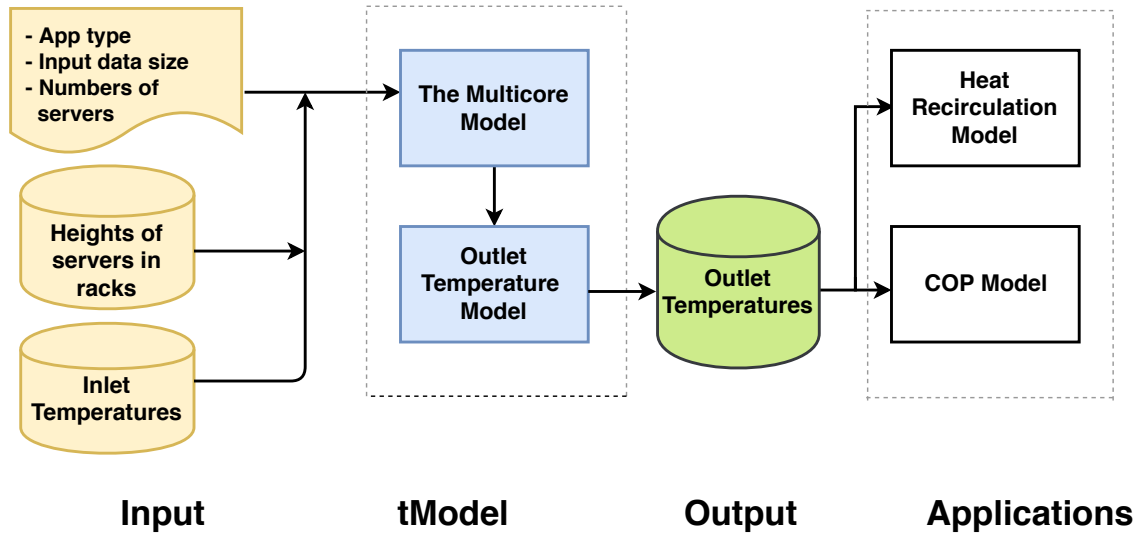 - App type
- Input data size
- Numbers of
servers
Heights of
servers in
racks
Inlet
Temperatures
The Multicore
Model
Outlet
Temperature
Model
Outlet
Temperatures
Heat
Recirculation
Model
COP Model
Input
tModel
Output
Applications